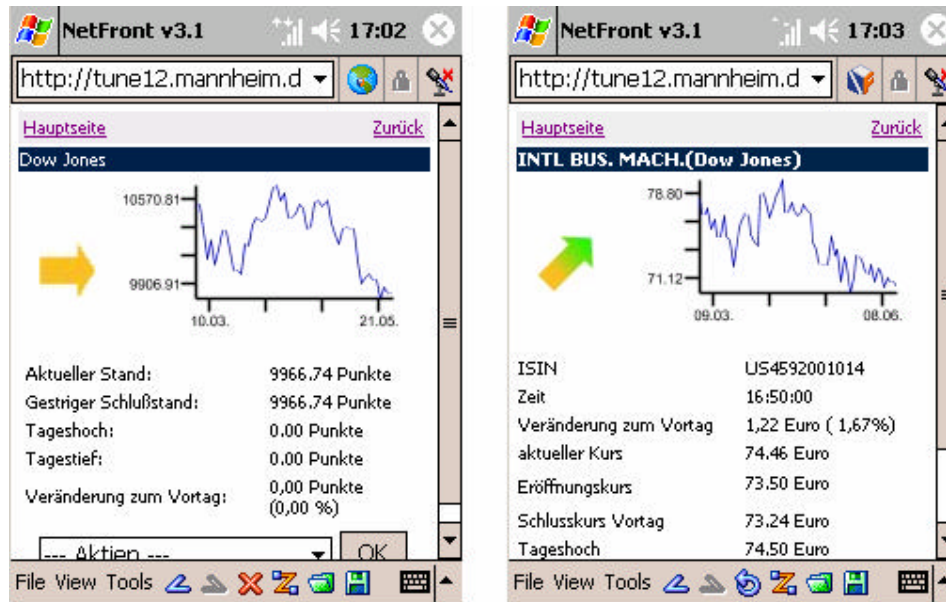 NetFront v3.1 17:02
http://tune12.mannheim.d
Hauptseite Zurück
Dow Jones
10570.81
9906.91
10.03. 21.05.
Aktueller Stand: 9966.74 Punkte
Gestriger Schlußstand: 9966.74 Punkte
Tageshoch: 0.00 Punkte
Tagestief: 0.00 Punkte
Veränderung zum Vortag: 0,00 Punkte
(0,00 %)
--- Aktien --- OK
File View Tools
NetFront v3.1 17:03
http://tune12.mannheim.d
Hauptseite Zurück
INTL BUS. MACH.(Dow Jones)
78.80
71.12
09.03. 08.06.
ISIN US4592001014
Zeit 16:50:00
Veränderung zum Vortag 1,22 Euro ( 1,67%)
aktueller Kurs 74.46 Euro
Eröffnungskurs 73.50 Euro
Schlusskurs Vortag 73.24 Euro
Tageshoch 74.50 Euro
File View Tools